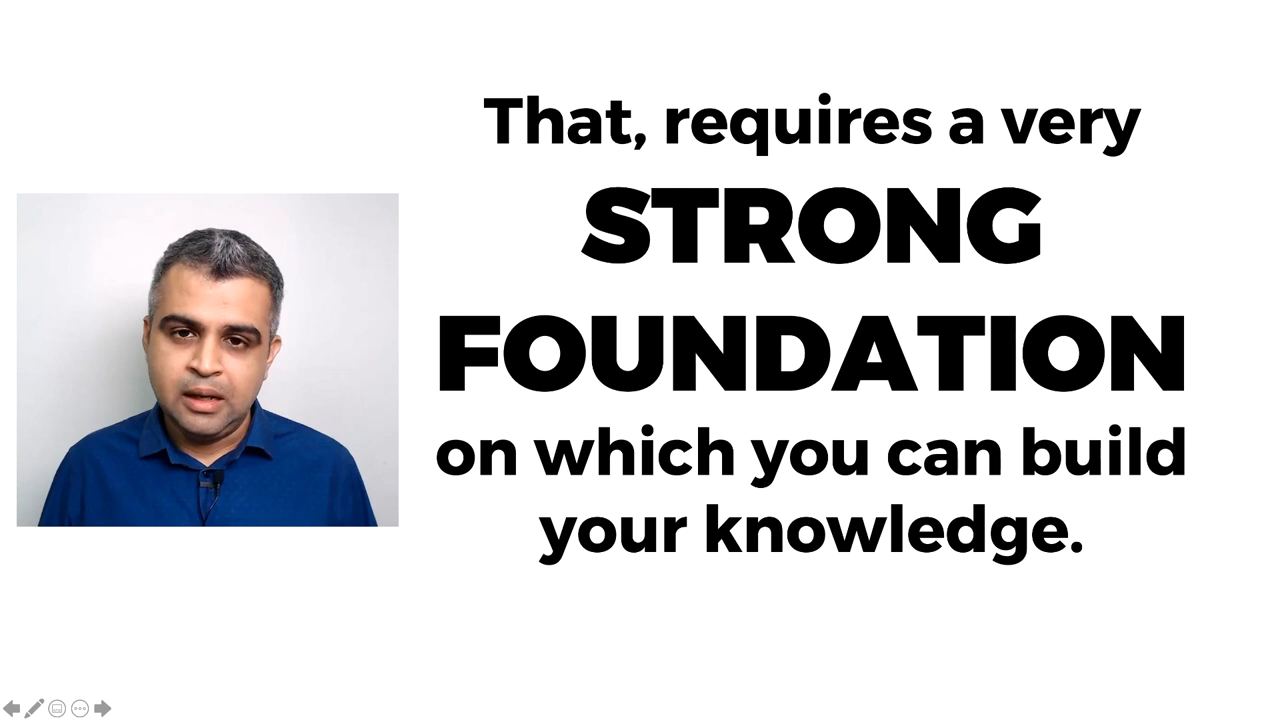 That, requires a very
STRONG
FOUNDATION
on which you can build
your knowledge.